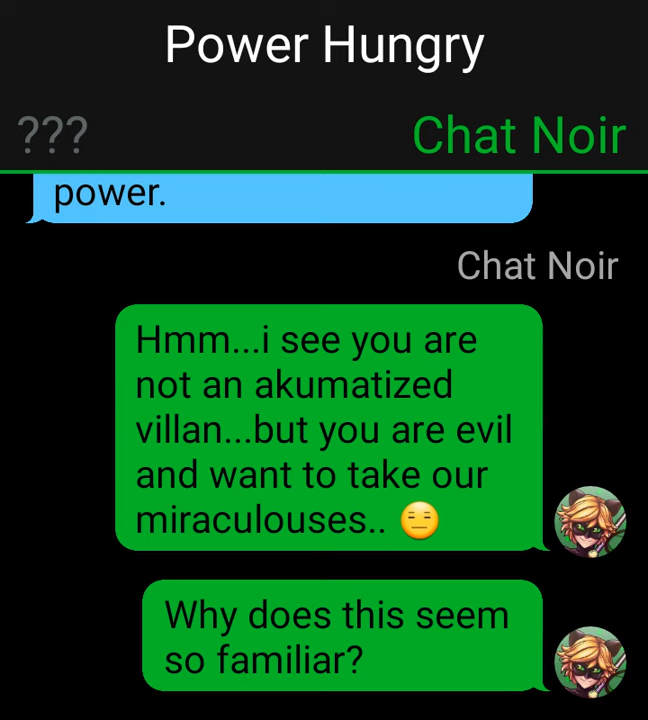 Power Hungry
??? Chat Noir
power.
Chat Noir
Hmm...i see you are
not an akumatized
villan...but you are evil
and want to take our
miraculouses.. 😑
Why does this seem
so familiar?